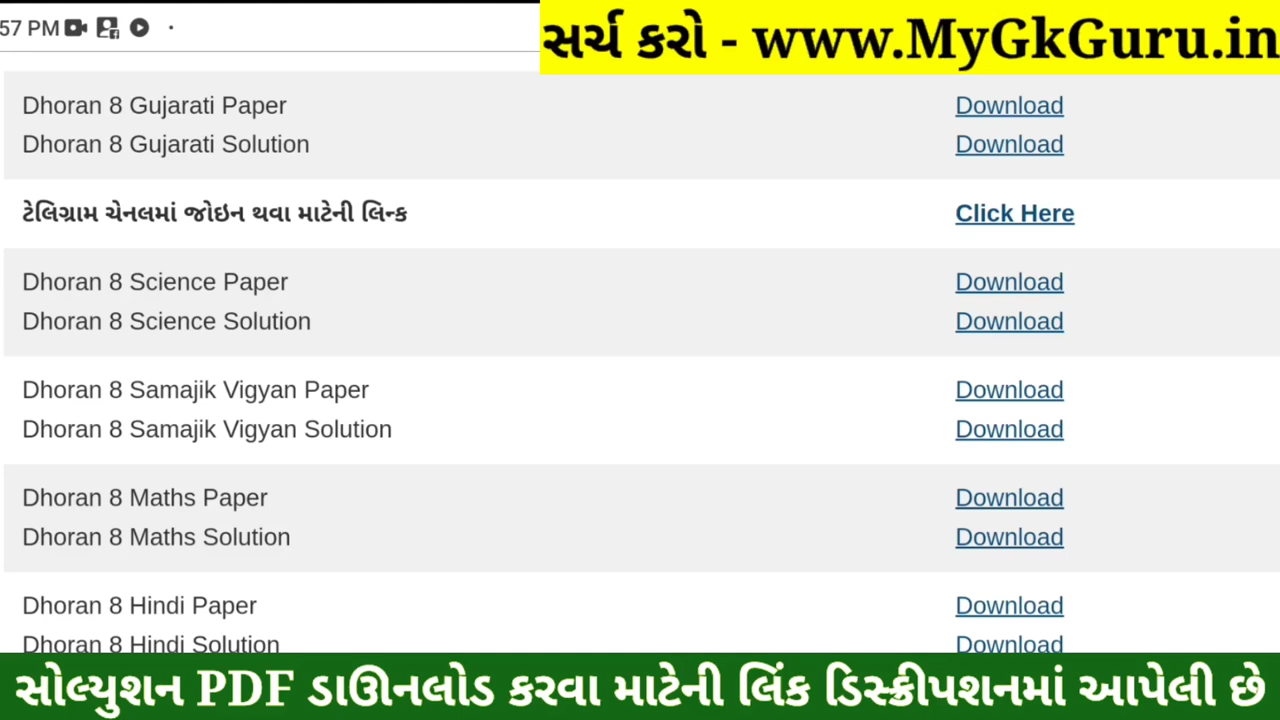 57 PM
સર્ચ કરો - www.MyGkGuru.in
Dhoran 8 Gujarati Paper Download
Dhoran 8 Gujarati Solution Download
ટેલિગ્રામ ચેનલમાં જોઇન થવા માટેની લિન્ક Click Here
Dhoran 8 Science Paper Download
Dhoran 8 Science Solution Download
Dhoran 8 Samajik Vigyan Paper Download
Dhoran 8 Samajik Vigyan Solution Download
Dhoran 8 Maths Paper Download
Dhoran 8 Maths Solution Download
Dhoran 8 Hindi Paper Download
Dhoran 8 Hindi Solution Download
સોલ્યુશન PDF ડાઊનલોડ કરવા માટેની લિંક ડિસ્ક્રીપશનમાં આપેલી છે